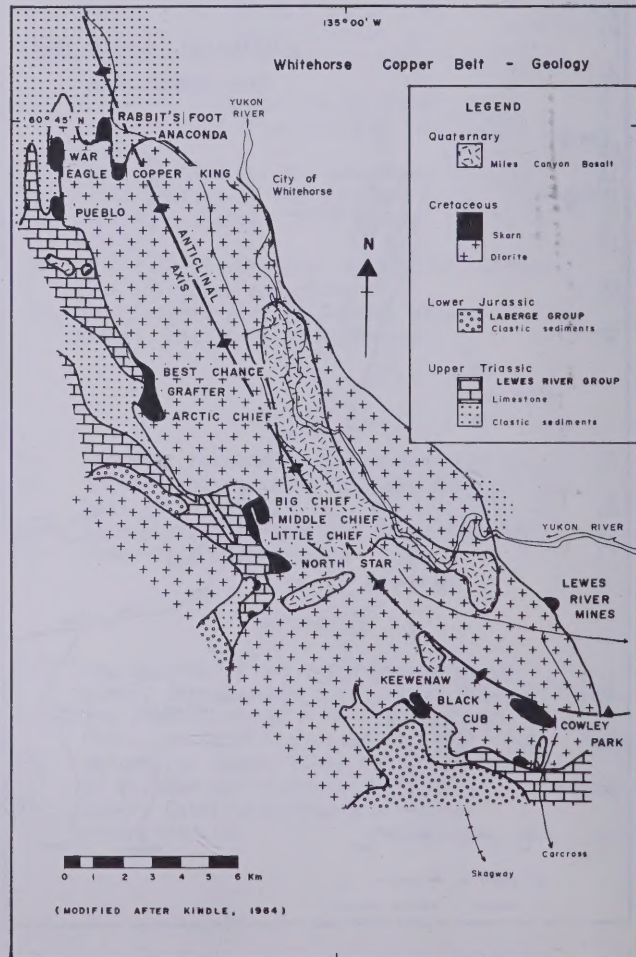 135°00' W
Whitehorse Copper Belt - Geology
60° 45' N
RABBIT'S FOOT
ANACONDA
YUKON
RIVER
WAR
EAGLE
COPPER KING
City of
Whitehorse
PUEBLO
ANTICLINAL
AXIS
N
BEST CHANCE
GRAFTER
ARCTIC CHIEF
BIG CHIEF
MIDDLE CHIEF
LITTLE CHIEF
NORTH STAR
YUKON RIVER
LEWES
RIVER
MINES
KEEWENAW
BLACK
CUB
COWLEY
PARK
Carcross
Skagway
LEGEND
Quaternary
Miles Canyon Basalt
Cretaceous
Skarn
Diorite
Lower Jurassic
LABERGE GROUP
Clastic sediments
Upper Triassic
LEWES RIVER GROUP
Limestone
Clastic sediments
0 1 2 3 4 5 6 Km
(MODIFIED AFTER KINDLE, 1964)